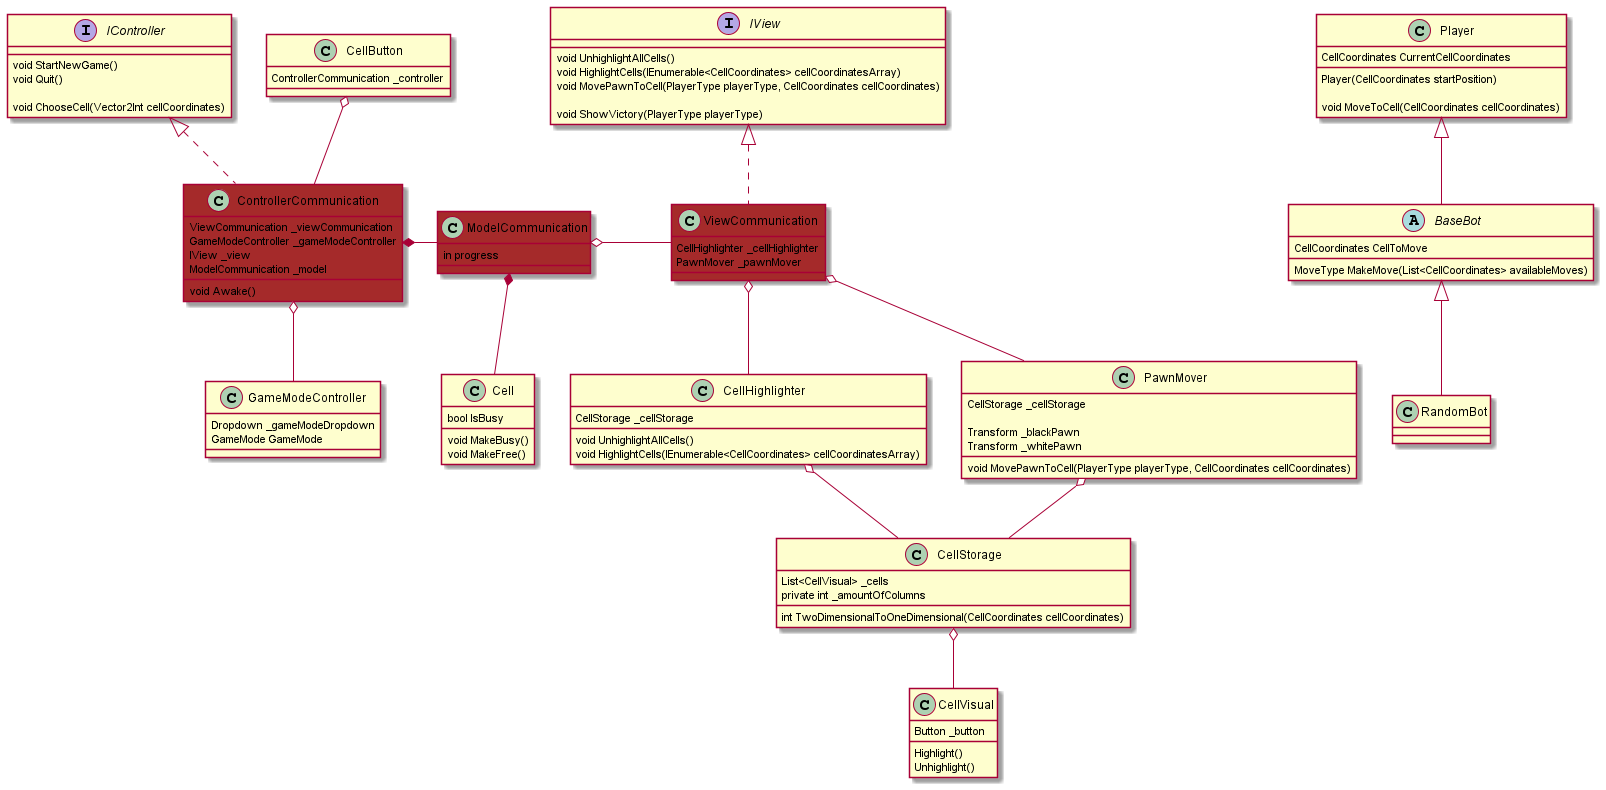 I IController
void StartNewGame()
void Quit()
void ChooseCell(Vector2Int cellCoordinates)
C CellButton
ControllerCommunication _controller
I IView
void UnhighlightAllCells()
void HighlightCells(IEnumerable<CellCoordinates> cellCoordinatesArray)
void MovePawnToCell(PlayerType playerType, CellCoordinates cellCoordinates)
void ShowVictory(PlayerType playerType)
C Player
CellCoordinates CurrentCellCoordinates
Player(CellCoordinates startPosition)
void MoveToCell(CellCoordinates cellCoordinates)
C ControllerCommunication
ViewCommunication _viewCommunication
GameModeController _gameModeController
IView _view
ModelCommunication _model
void Awake()
C ModelCommunication
in progress
C ViewCommunication
CellHighlighter _cellHighlighter
PawnMover _pawnMover
A BaseBot
CellCoordinates CellToMove
MoveType MakeMove(List<CellCoordinates> availableMoves)
C GameModeController
Dropdown _gameModeDropdown
GameMode GameMode
C Cell
bool IsBusy
void MakeBusy()
void MakeFree()
C CellHighlighter
CellStorage _cellStorage
void UnhighlightAllCells()
void HighlightCells(IEnumerable<CellCoordinates> cellCoordinatesArray)
C PawnMover
CellStorage _cellStorage
Transform _blackPawn
Transform _whitePawn
void MovePawnToCell(PlayerType playerType, CellCoordinates cellCoordinates)
C RandomBot
C CellStorage
List<CellVisual> _cells
private int _amountOfColumns
int TwoDimensionalToOneDimensional(CellCoordinates cellCoordinates)
C CellVisual
Button _button
Highlight()
Unhighlight()